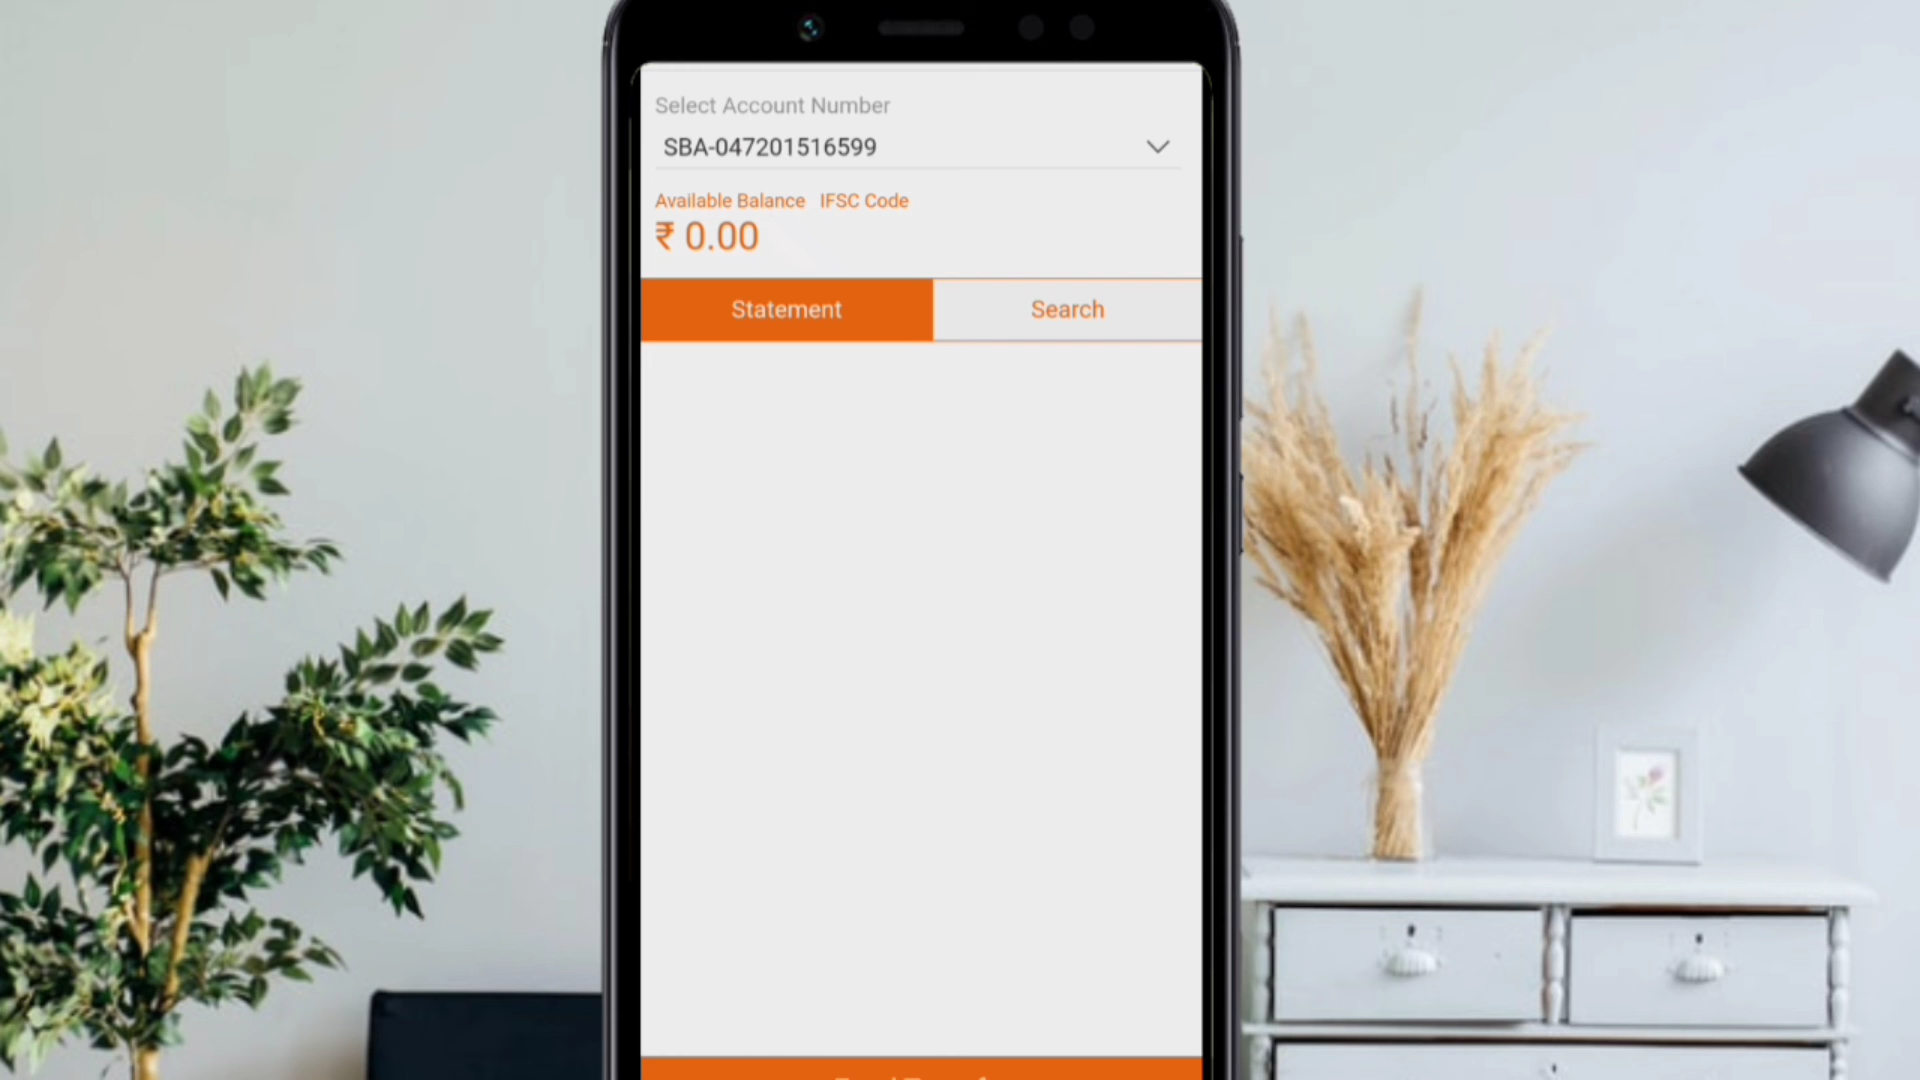 Select Account Number
SBA-047201516599
Available Balance IFSC Code
₹ 0.00
Statement Search